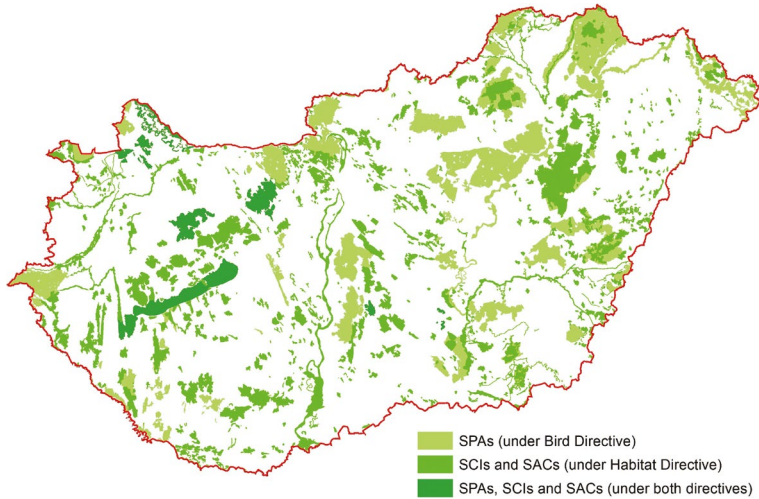 SPAs (under Bird Directive)
SCIs and SACs (under Habitat Directive)
SPAs, SCIs and SACs (under both directives)